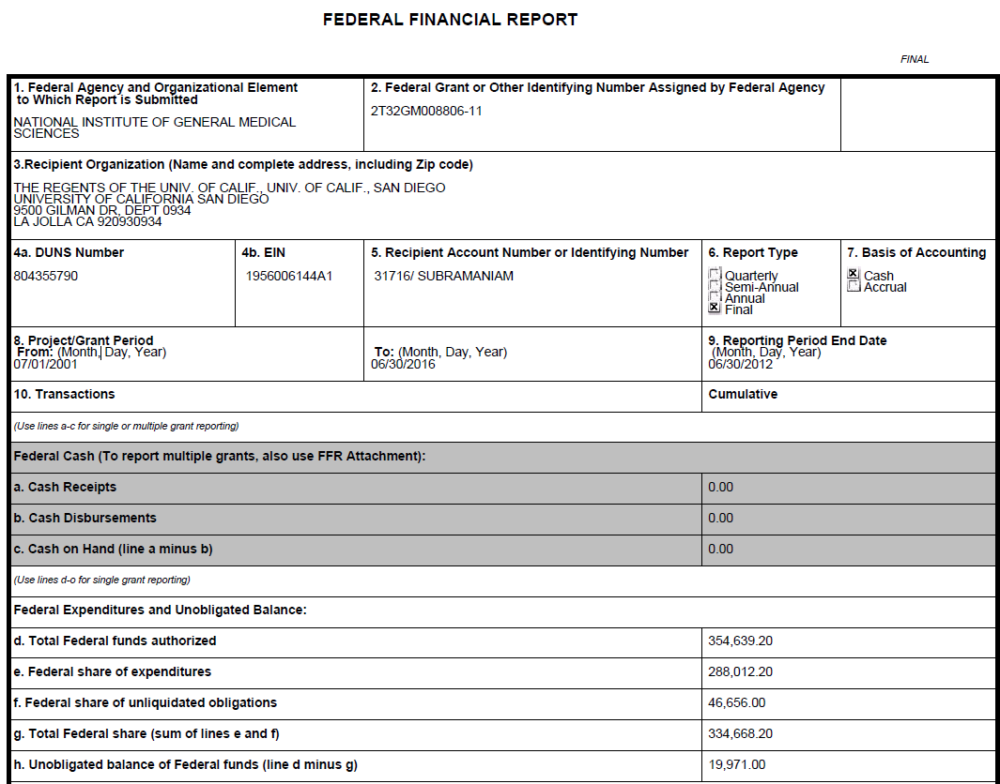 FEDERAL FINANCIAL REPORT
FINAL
1. Federal Agency and Organizational Element
to Which Report is Submitted
NATIONAL INSTITUTE OF GENERAL MEDICAL
SCIENCES
2. Federal Grant or Other Identifying Number Assigned by Federal Agency
2T32GM008806-11
3.Recipient Organization (Name and complete address, including Zip code)
THE REGENTS OF THE UNIV. OF CALIF., UNIV. OF CALIF., SAN DIEGO
UNIVERSITY OF CALIFORNIA SAN DIEGO
9500 GILMAN DR, DEPT 0934
LA JOLLA CA 920930934
4a. DUNS Number
804355790
4b. EIN
1956006144A1
5. Recipient Account Number or Identifying Number
31716/ SUBRAMANIAM
6. Report Type
Quarterly
Semi-Annual
Annual
Final
7. Basis of Accounting
Cash
Accrual
8. Project/Grant Period
From: (Month, Day, Year)
07/01/2001
To: (Month, Day, Year)
06/30/2016
9. Reporting Period End Date
(Month, Day, Year)
06/30/2012
10. Transactions
Cumulative
(Use lines a-c for single or multiple grant reporting)
Federal Cash (To report multiple grants, also use FFR Attachment):
a. Cash Receipts
0.00
b. Cash Disbursements
0.00
c. Cash on Hand (line a minus b)
0.00
(Use lines d-o for single grant reporting)
Federal Expenditures and Unobligated Balance:
d. Total Federal funds authorized
354,639.20
e. Federal share of expenditures
288,012.20
f. Federal share of unliquidated obligations
46,656.00
g. Total Federal share (sum of lines e and f)
334,668.20
h. Unobligated balance of Federal funds (line d minus g)
19,971.00